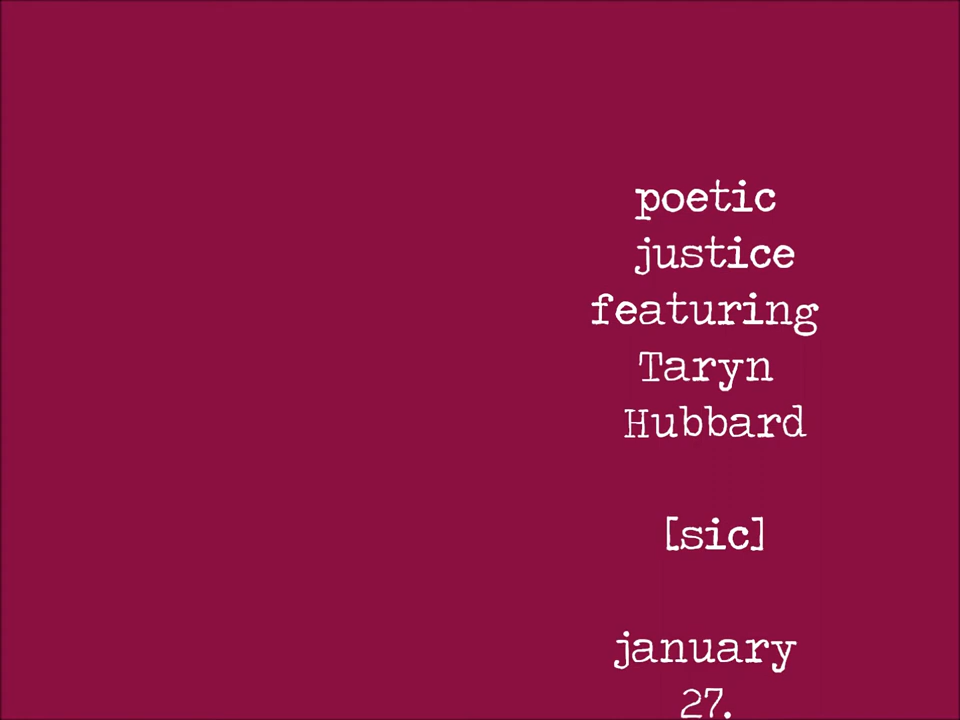 poetic
justice
featuring
Taryn
Hubbard
[sic]
january
27.